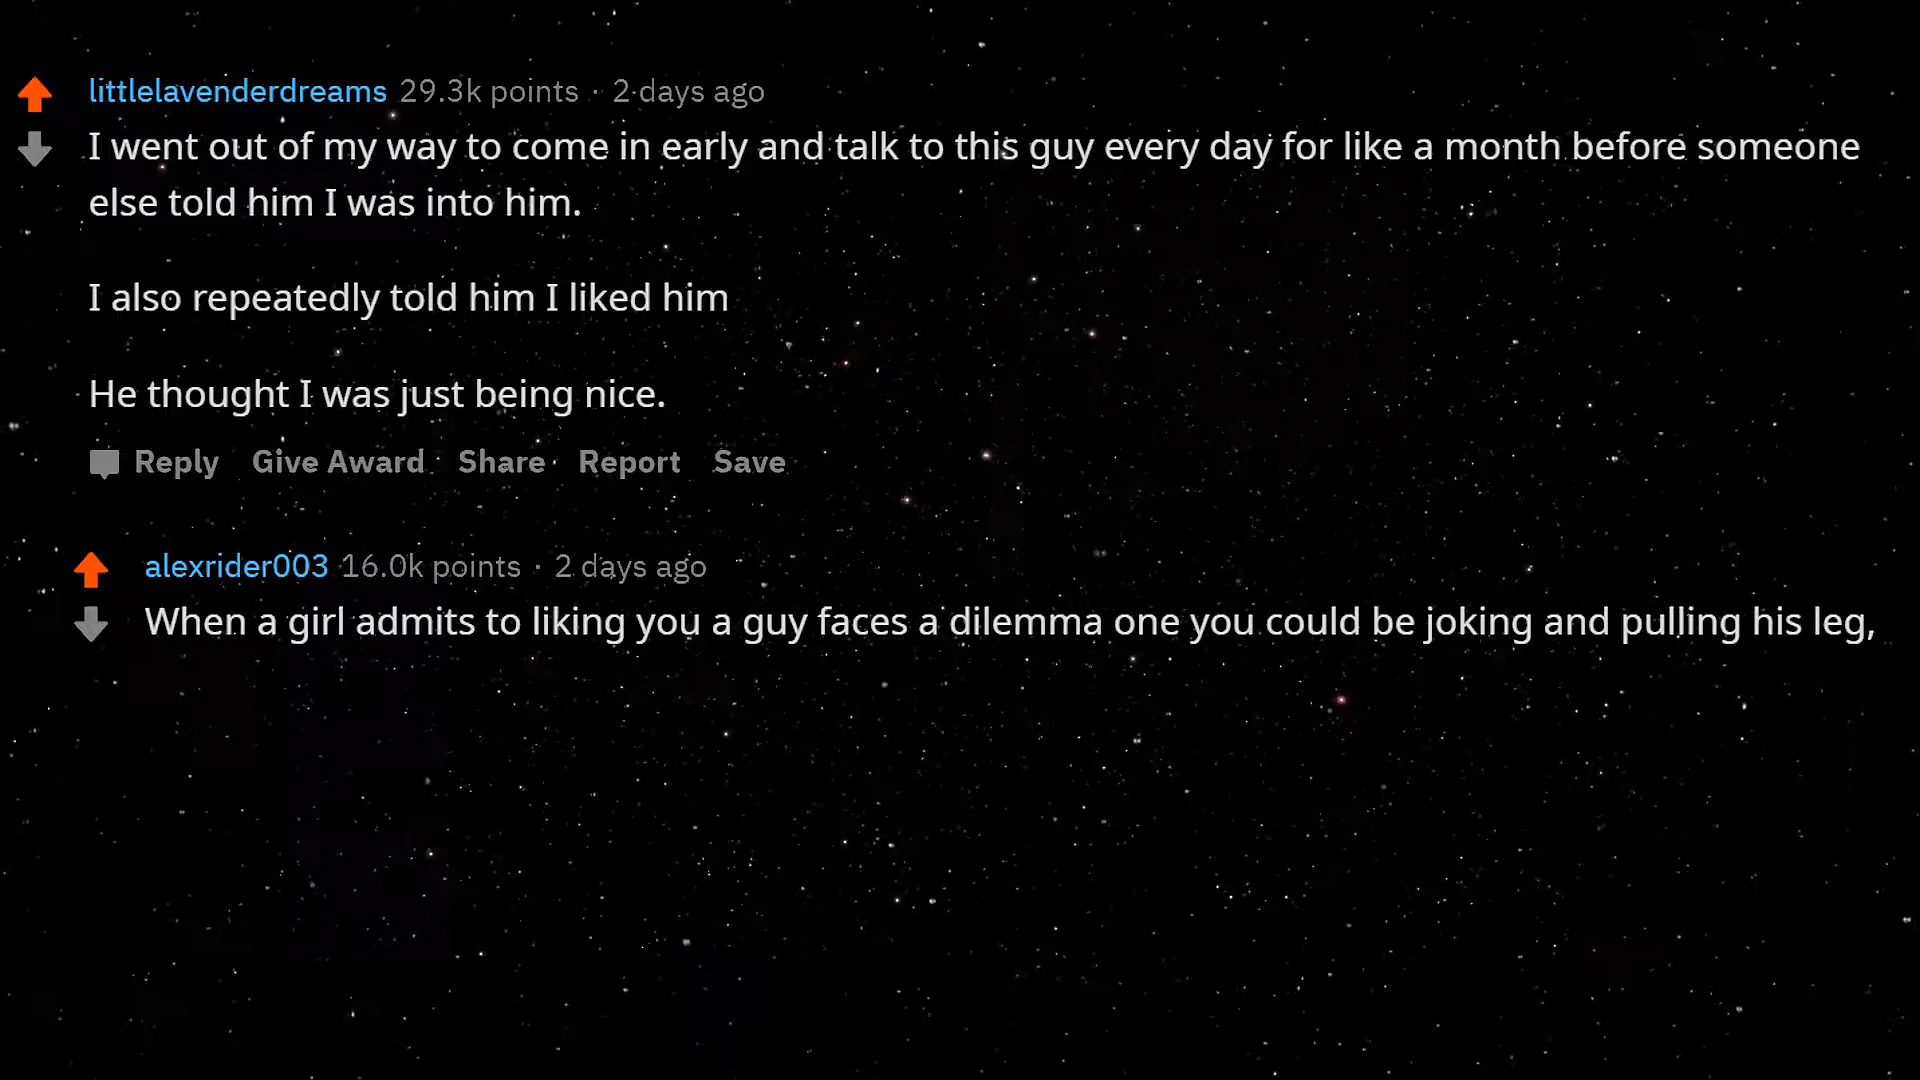 littlelavenderdreams 29.3k points · 2 days ago
I went out of my way to come in early and talk to this guy every day for like a month before someone
else told him I was into him.
I also repeatedly told him I liked him
He thought I was just being nice.
Reply Give Award Share Report Save
alexrider003 16.0k points · 2 days ago
When a girl admits to liking you a guy faces a dilemma one you could be joking and pulling his leg,